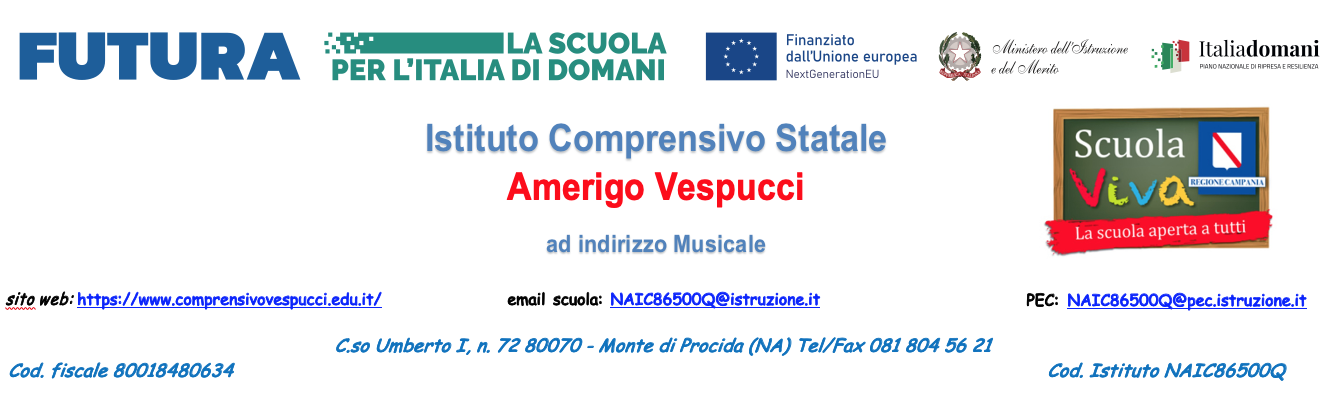 FUTURA
LA SCUOLA
PER L'ITALIA DI DOMANI
Finanziato
dall'Unione europea
NextGenerationEU
Ministero dell'Istruzione
e del Merito
Italiadomani
PIANO NAZIONALE DI RIPRESA E RESILIENZA
Istituto Comprensivo Statale
Amerigo Vespucci
ad indirizzo Musicale
Scuola
Viva
REGIONE CAMPANIA
La scuola aperta a tutti
sito web: https://www.comprensivovespucci.edu.it/ email scuola: NAIC86500Q@istruzione.it PEC: NAIC86500Q@pec.istruzione.it
C.so Umberto I, n. 72 80070 - Monte di Procida (NA) Tel/Fax 081 804 56 21
Cod. fiscale 80018480634 Cod. Istituto NAIC86500Q